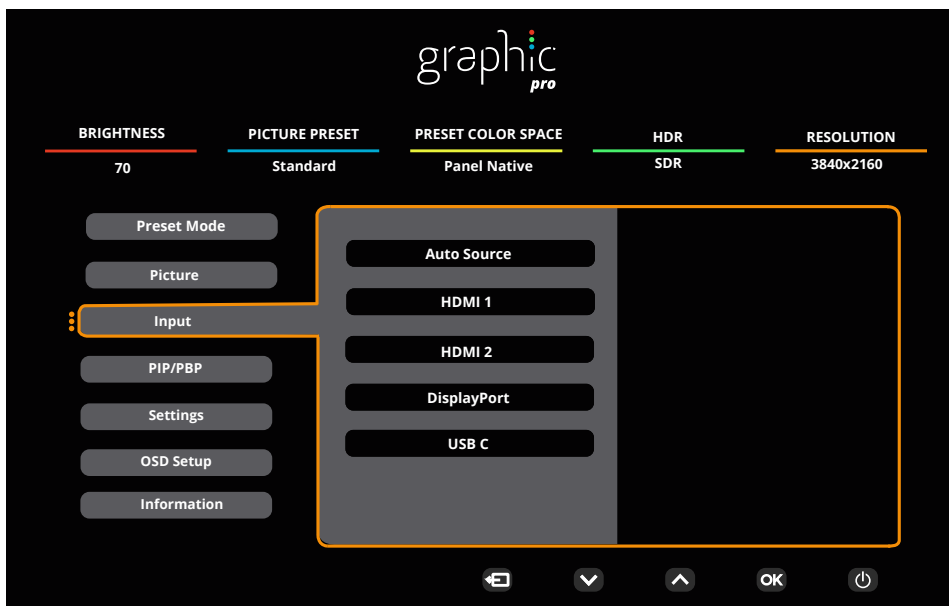 graphic
pro
BRIGHTNESS PICTURE PRESET PRESET COLOR SPACE HDR RESOLUTION
70 Standard Panel Native SDR 3840x2160
Preset Mode
Picture
Input
PIP/PBP
Settings
OSD Setup
Information
Auto Source
HDMI 1
HDMI 2
DisplayPort
USB C
OK